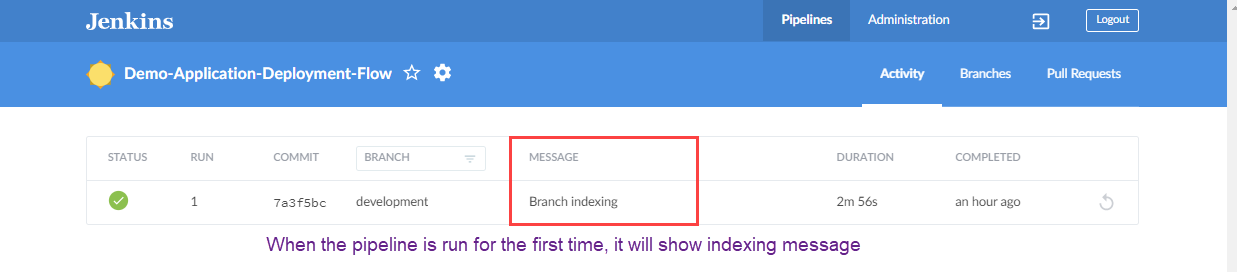 Jenkins Pipelines Administration Logout
Demo-Application-Deployment-Flow Activity Branches Pull Requests
STATUS RUN COMMIT BRANCH MESSAGE DURATION COMPLETED
1 7a3f5bc development Branch indexing 2m 56s an hour ago
When the pipeline is run for the first time, it will show indexing message